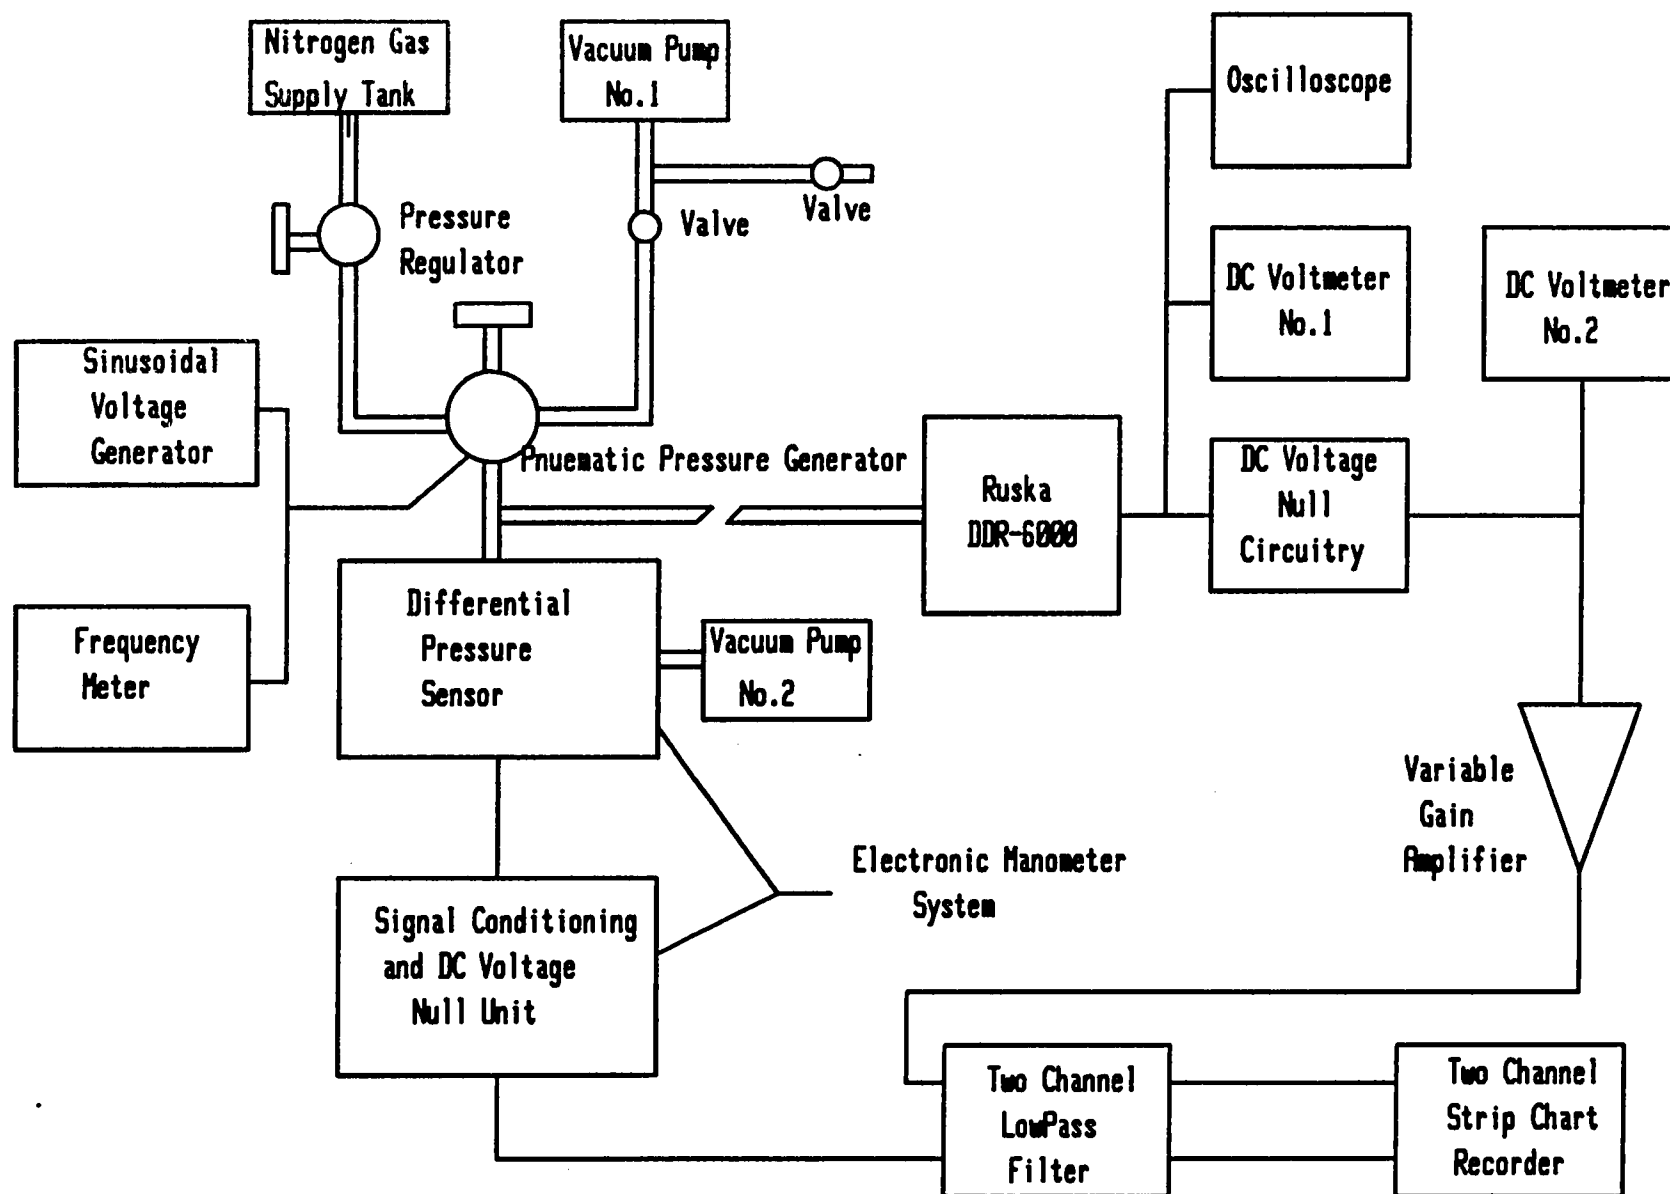 Nitrogen Gas
Supply Tank
Vacuum Pump
No.1
Oscilloscope
Pressure
Regulator
Valve
Valve
DC Voltmeter
No.1
DC Voltmeter
No.2
Sinusoidal
Voltage
Generator
Pnuematic Pressure Generator
Ruska
DDR-6000
DC Voltage
Null
Circuitry
Differential
Pressure
Sensor
Vacuum Pump
No.2
Frequency
Meter
Variable
Gain
Amplifier
Electronic Manometer
System
Signal Conditioning
and DC Voltage
Null Unit
Two Channel
LowPass
Filter
Two Channel
Strip Chart
Recorder